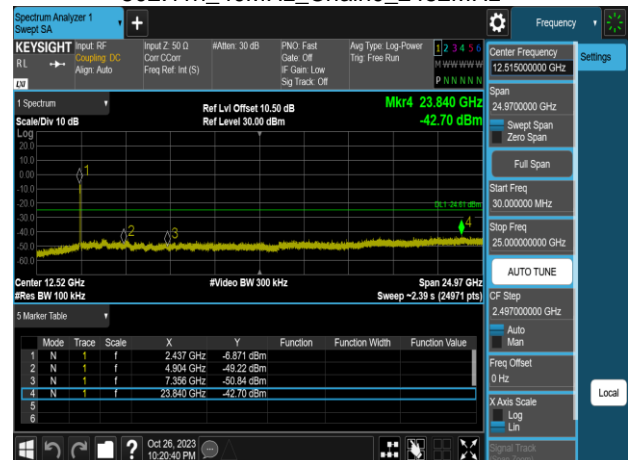 Spectrum Analyzer 1
Swept SA
Frequency
KEYSIGHT
RL
Input: RF
Coupling: DC
Align: Auto
Input Z: 50 Ω
Corr CCorr
Freq Ref: Int (S)
#Atten: 30 dB
PNO: Fast
Gate: Off
IF Gain: Low
Sig Track: Off
Avg Type: Log-Power
Trig: Free Run
1 2 3 4 5 6
M W W W W W
P N N N N N
LXI
1 Spectrum
Scale/Div 10 dB
Ref Lvl Offset 10.50 dB
Ref Level 30.00 dBm
Mkr4 23.840 GHz
-42.70 dBm
Log
20.0
10.0
0.00
-10.0
-20.0
-30.0
-40.0
-50.0
-60.0
1
2
3
4
DL1 -24.61 dBm
Center 12.52 GHz
#Res BW 100 kHz
#Video BW 300 kHz
Span 24.97 GHz
Sweep ~2.39 s (24971 pts)
5 Marker Table
Mode Trace Scale X Y Function Function Width Function Value
1 N 1 f 2.437 GHz -6.871 dBm
2 N 1 f 4.904 GHz -49.22 dBm
3 N 1 f 7.356 GHz -50.84 dBm
4 N 1 f 23.840 GHz -42.70 dBm
5
6
Oct 26, 2023
10:20:40 PM
Center Frequency
12.515000000 GHz
Settings
Span
24.9700000 GHz
Swept Span
Zero Span
Full Span
Start Freq
30.000000 MHz
Stop Freq
25.000000000 GHz
AUTO TUNE
CF Step
2.497000000 GHz
Auto
Man
Freq Offset
0 Hz
X Axis Scale
Log
Lin
Local
Signal Track